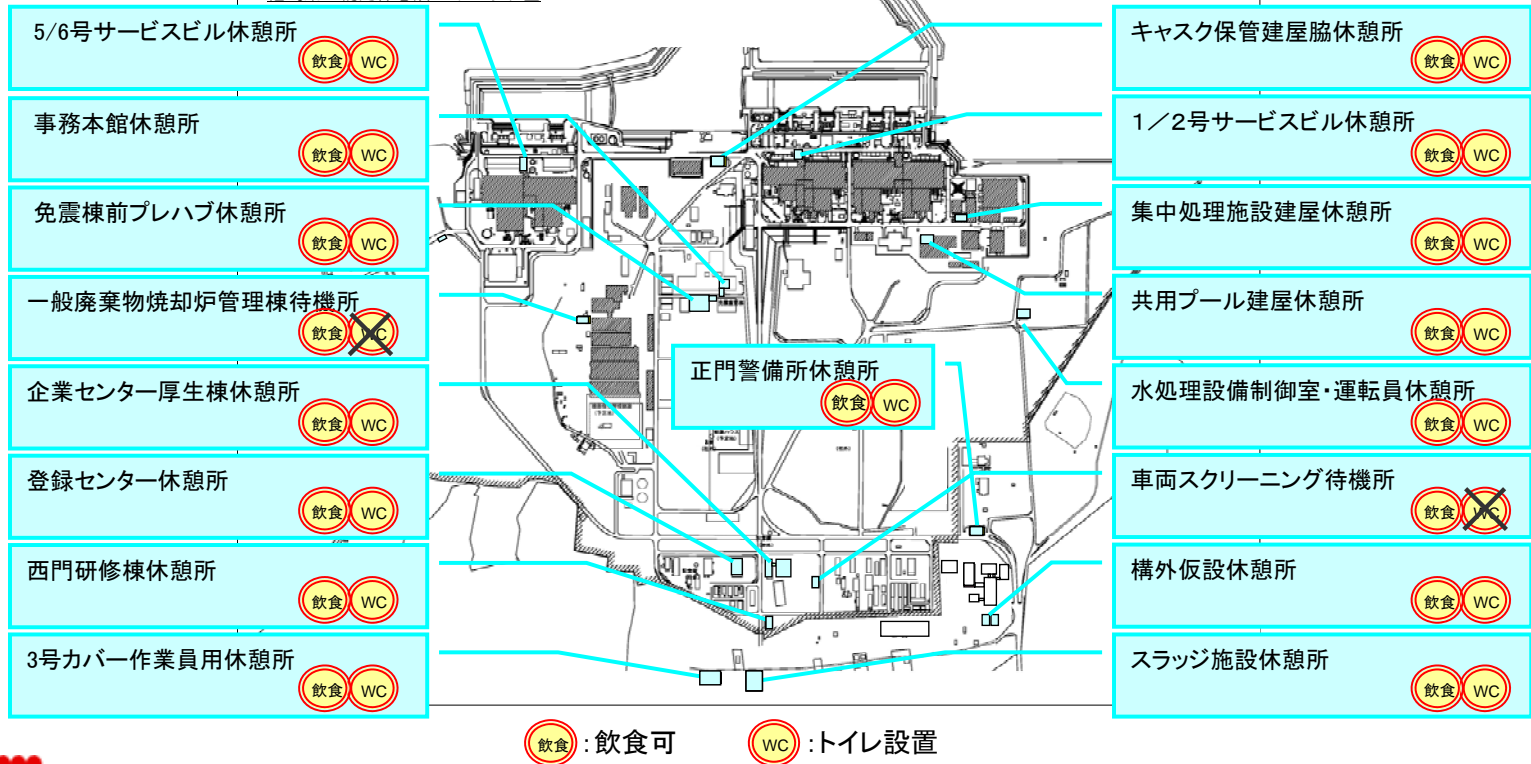 5/6号サービスビル休憩所
飲食 WC
事務本館休憩所
飲食 WC
免震棟前プレハブ休憩所
飲食 WC
一般廃棄物焼却炉管理棟待機所
飲食 WC
企業センター厚生棟休憩所
飲食 WC
登録センター休憩所
飲食 WC
西門研修棟休憩所
飲食 WC
3号カバー作業員用休憩所
飲食 WC
正門警備所休憩所
飲食 WC
キャスク保管建屋脇休憩所
飲食 WC
1／2号サービスビル休憩所
飲食 WC
集中処理施設建屋休憩所
飲食 WC
共用プール建屋休憩所
飲食 WC
水処理設備制御室・運転員休憩所
飲食 WC
車両スクリーニング待機所
飲食 WC
構外仮設休憩所
飲食 WC
スラッジ施設休憩所
飲食 WC
飲食 :飲食可 WC :トイレ設置